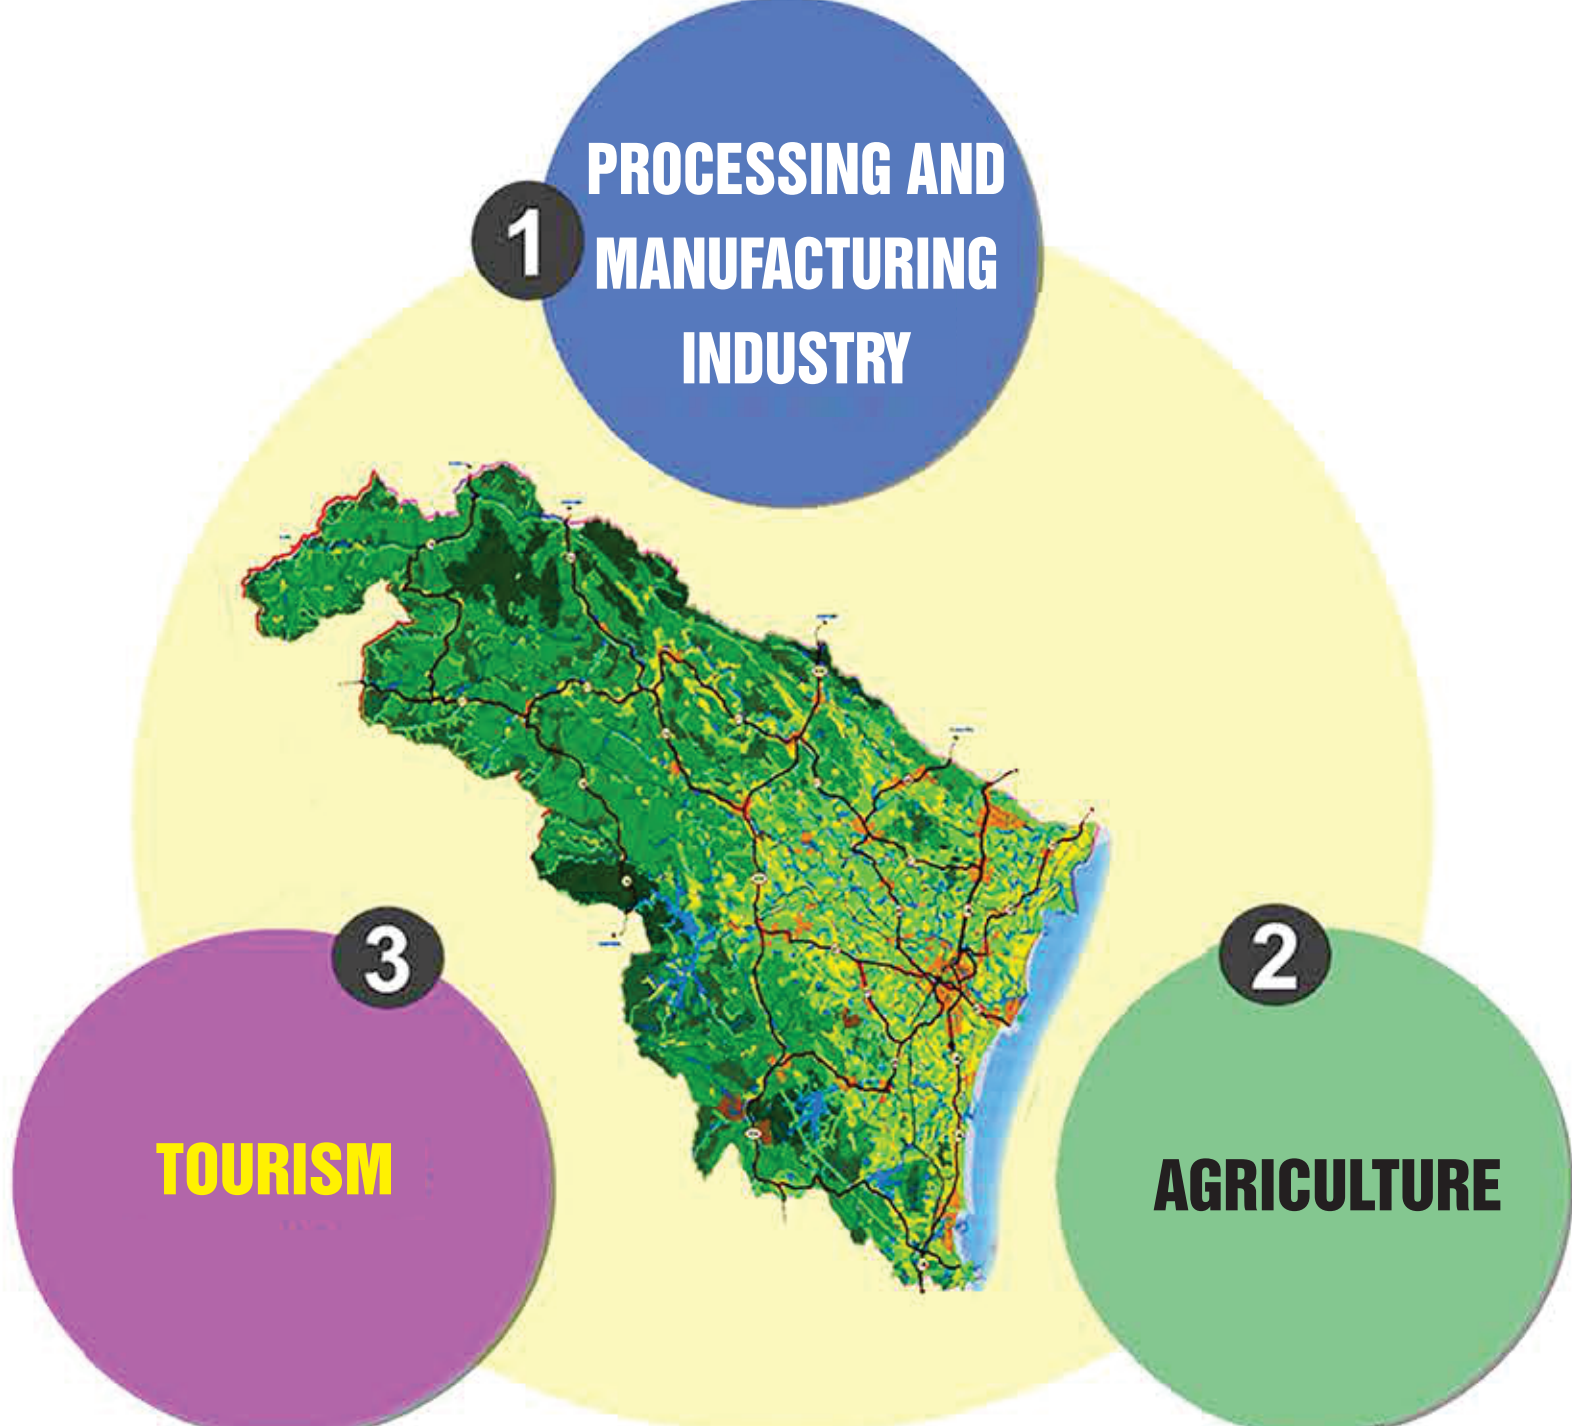 1
PROCESSING AND
MANUFACTURING
INDUSTRY
3
TOURISM
2
AGRICULTURE